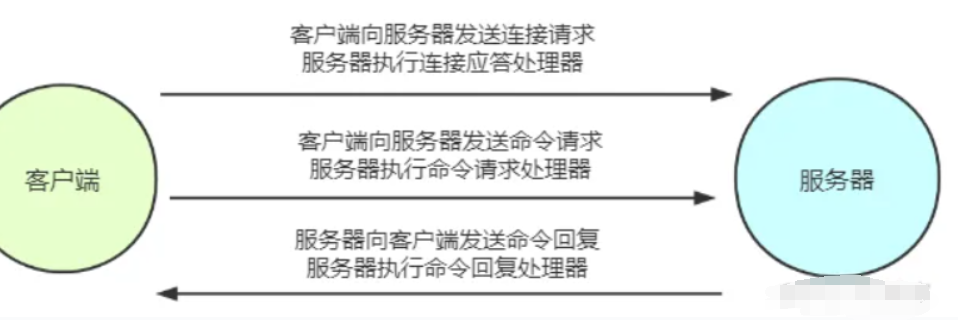 客户端向服务器发送连接请求
服务器执行连接应答处理器
客户端向服务器发送命令请求
服务器执行命令请求处理器
客户端
服务器
服务器向客户端发送命令回复
服务器执行命令回复处理器